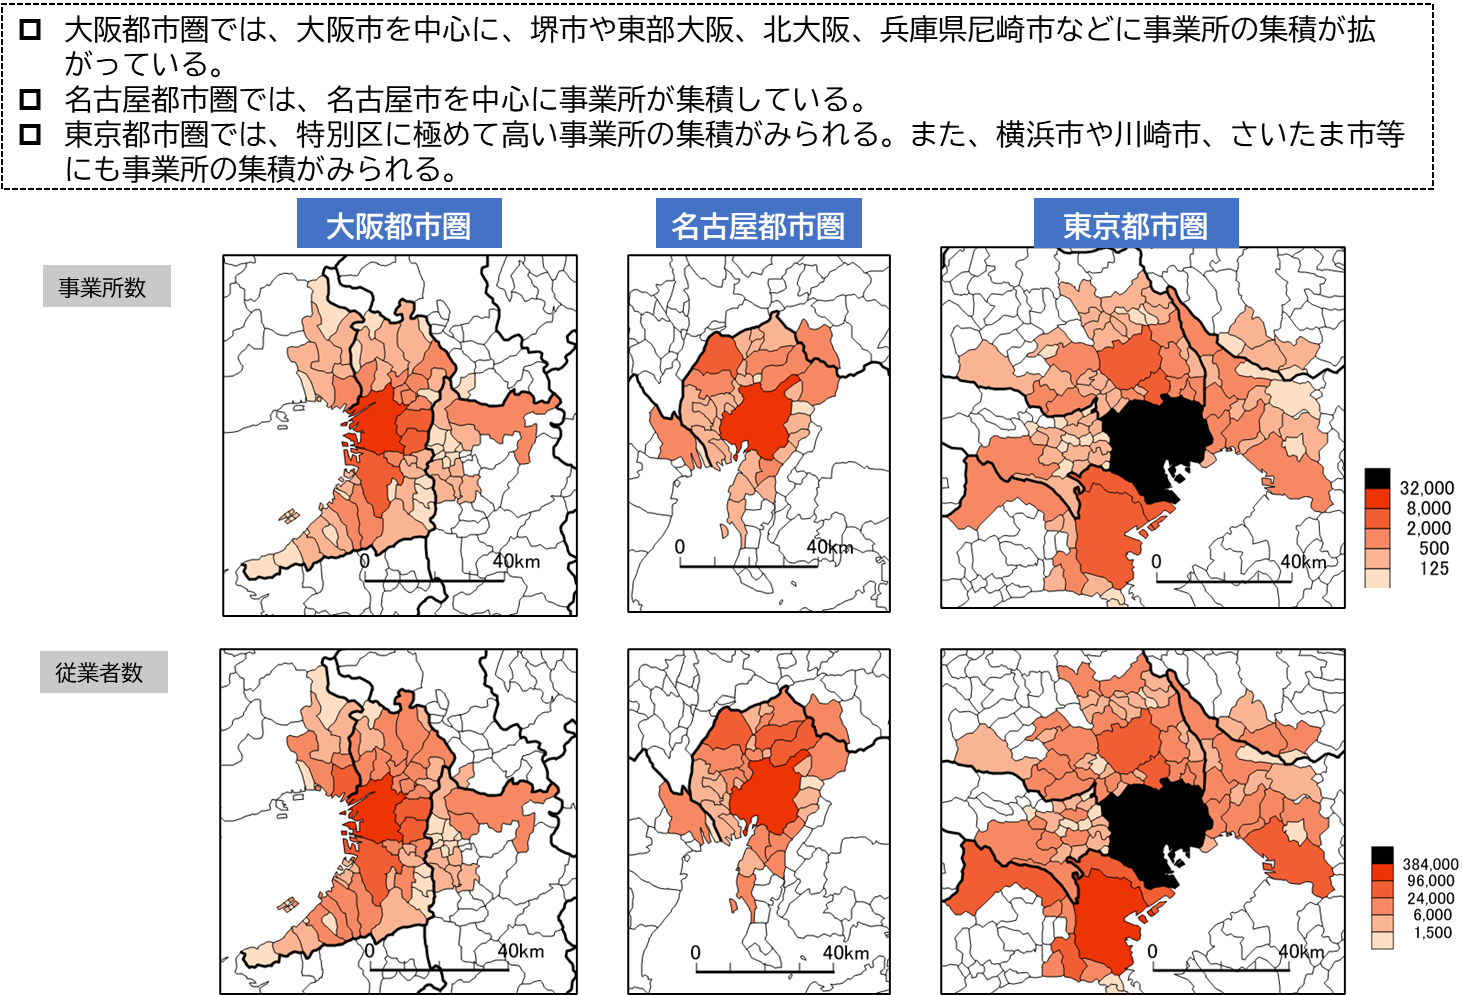 大阪都市圏では、大阪市を中心に、堺市や東部大阪、北大阪、兵庫県尼崎市などに事業所の集積が拡
がっている。
名古屋都市圏では、名古屋市を中心に事業所が集積している。
東京都市圏では、特別区に極めて高い事業所の集積がみられる。また、横浜市や川崎市、さいたま市等
にも事業所の集積がみられる。
大阪都市圏
名古屋都市圏
東京都市圏
事業所数
0 40km
0 40km
0 40km
32,000
8,000
2,000
500
125
従業者数
0 40km
0 40km
0 40km
384,000
96,000
24,000
6,000
1,500